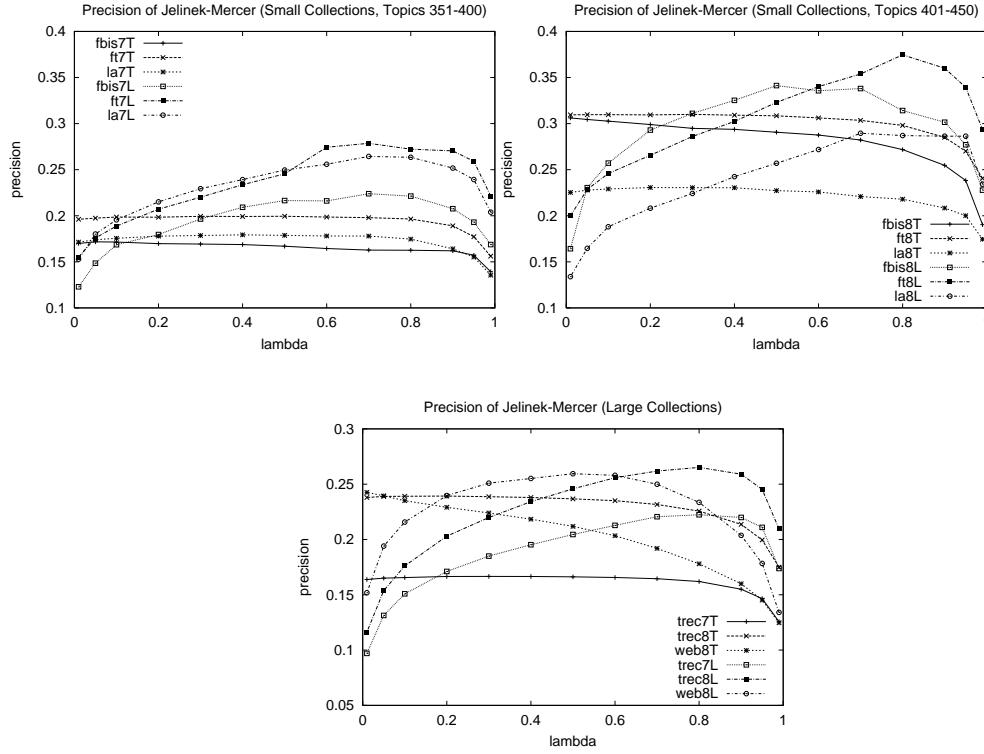 Precision of Jelinek-Mercer (Small Collections, Topics 351-400)
0.4
0.35
0.3
0.25
0.2
0.15
0.1
precision
fbis7T
ft7T
la7T
fbis7L
ft7L
la7L
0 0.2 0.4 0.6 0.8 1
lambda
Precision of Jelinek-Mercer (Small Collections, Topics 401-450)
0.4
0.35
0.3
0.25
0.2
0.15
0.1
precision
fbis8T
ft8T
la8T
fbis8L
ft8L
la8L
0 0.2 0.4 0.6 0.8
lambda
Precision of Jelinek-Mercer (Large Collections)
0.3
0.25
0.2
0.15
0.1
0.05
precision
trec7T
trec8T
web8T
trec7L
trec8L
web8L
0 0.2 0.4 0.6 0.8 1
lambda